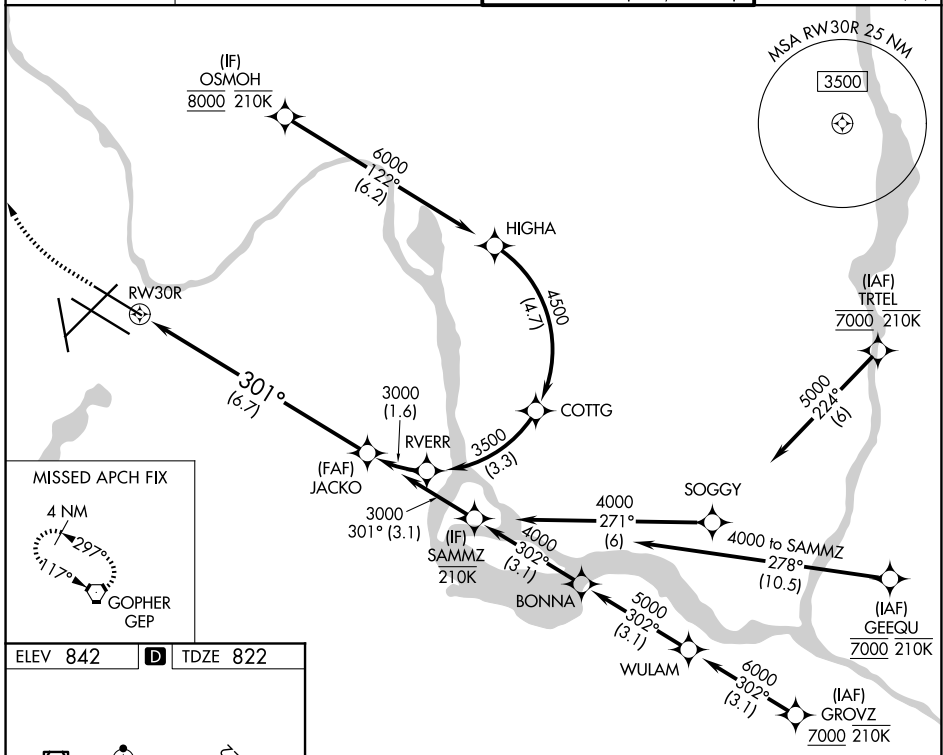 MSA RW30R 25 NM
3500
(IF)
OSMOH
8000 210K
6000
122°
(6.2)
HIGHA
4500
(4.7)
RW30R
(IAF)
TRTEL
7000 210K
5000
224°
(6)
301°
(6.7)
3000
(1.6)
COTTG
RVERR
3500
(3.3)
(FAF)
JACKO
MISSED APCH FIX
4 NM
297°
117°
GOPHER
GEP
3000
301° (3.1)
(IF)
SAMMZ
210K
4000
302°
(3.1)
SOGGY
4000
271°
(6)
4000 to SAMMZ
278°
(10.5)
BONNA
(IAF)
GEEQU
7000 210K
5000
302°
(3.1)
WULAM
6000
302°
(3.1)
(IAF)
GROVZ
7000 210K
ELEV 842 D TDZE 822